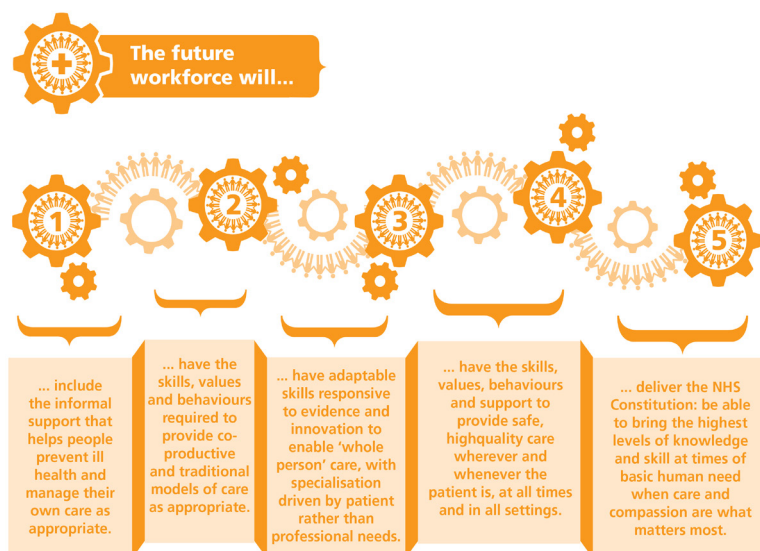 The future
workforce will...
1
2
3
4
5
... include
the informal
support that
helps people
prevent ill
health and
manage their
own care as
appropriate.
... have the
skills, values
and behaviours
required to
provide co-
productive
and traditional
models of care
as appropriate.
... have adaptable
skills responsive
to evidence and
innovation to
enable ‘whole
person’ care, with
specialisation
driven by patient
rather than
professional needs.
... have the skills,
values, behaviours
and support to
provide safe,
highquality care
wherever and
whenever the
patient is, at all times
and in all settings.
... deliver the NHS
Constitution: be able
to bring the highest
levels of knowledge
and skill at times of
basic human need
when care and
compassion are what
matters most.